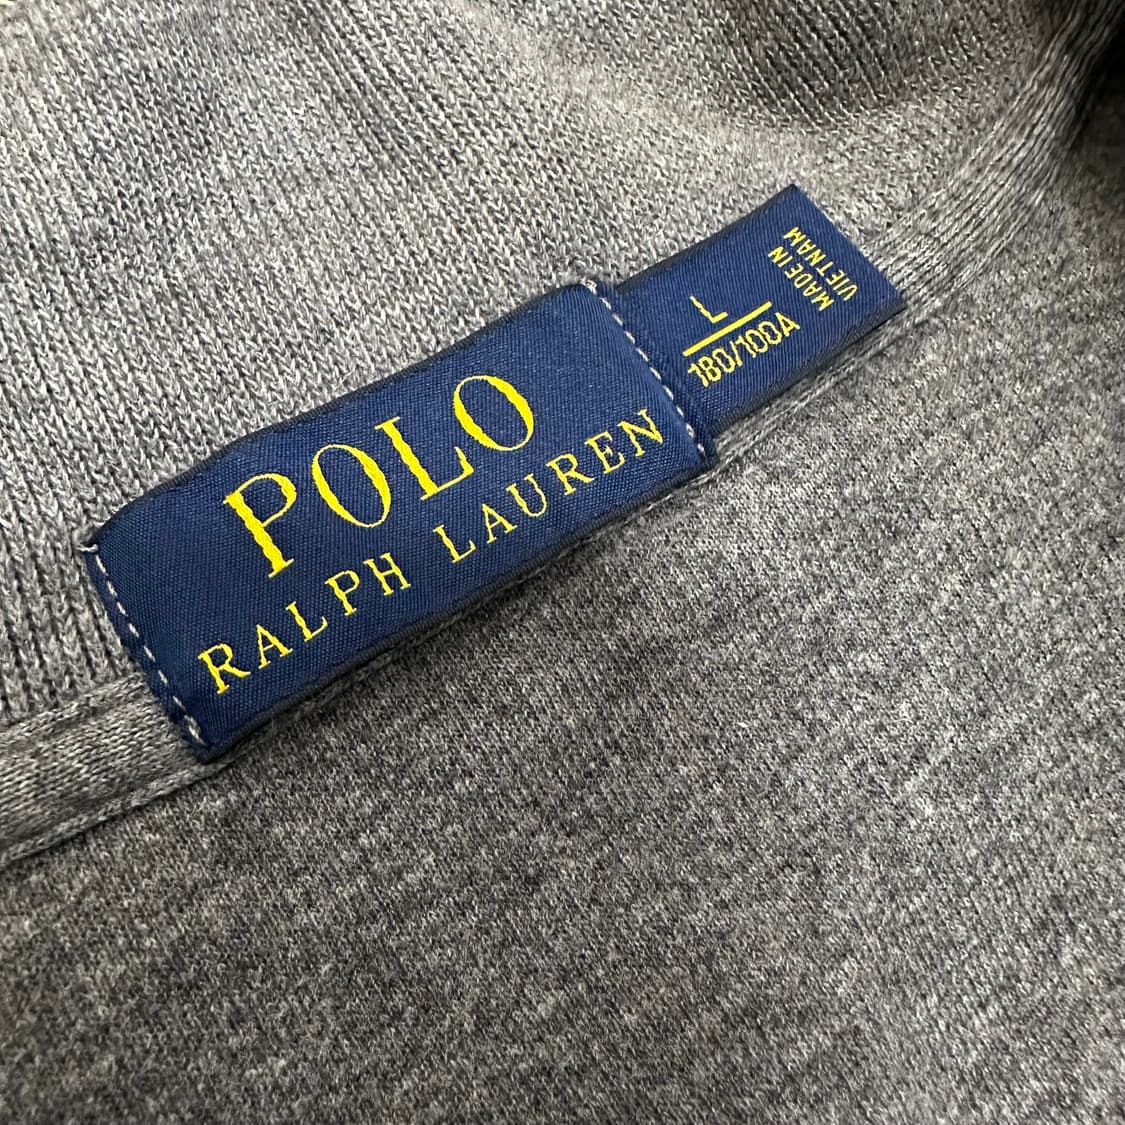 POLO
RALPH LAUREN
L
180/100A
MADE IN
VIETNAM